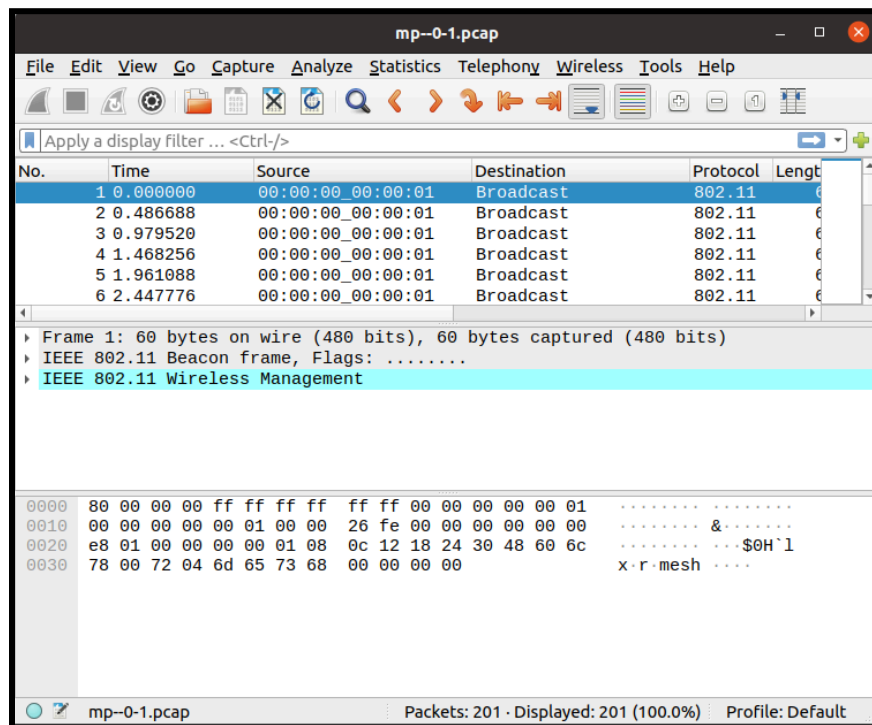 mp--0-1.pcap
File Edit View Go Capture Analyze Statistics Telephony Wireless Tools Help
Apply a display filter … <Ctrl-/>
No. Time Source Destination Protocol Lengt
1 0.000000 00:00:00_00:00:01 Broadcast 802.11 6
2 0.486688 00:00:00_00:00:01 Broadcast 802.11 6
3 0.979520 00:00:00_00:00:01 Broadcast 802.11 6
4 1.468256 00:00:00_00:00:01 Broadcast 802.11 6
5 1.961088 00:00:00_00:00:01 Broadcast 802.11 6
6 2.447776 00:00:00_00:00:01 Broadcast 802.11 6
Frame 1: 60 bytes on wire (480 bits), 60 bytes captured (480 bits)
IEEE 802.11 Beacon frame, Flags: ........
IEEE 802.11 Wireless Management
0000 80 00 00 00 ff ff ff ff ff ff 00 00 00 00 00 01 ········ ········
0010 00 00 00 00 00 01 00 00 26 fe 00 00 00 00 00 00 ········ &·······
0020 e8 01 00 00 00 00 01 08 0c 12 18 24 30 48 60 6c ········ ···$0H`l
0030 78 00 72 04 6d 65 73 68 00 00 00 00 x·r·mesh ····
mp--0-1.pcap Packets: 201 · Displayed: 201 (100.0%) Profile: Default